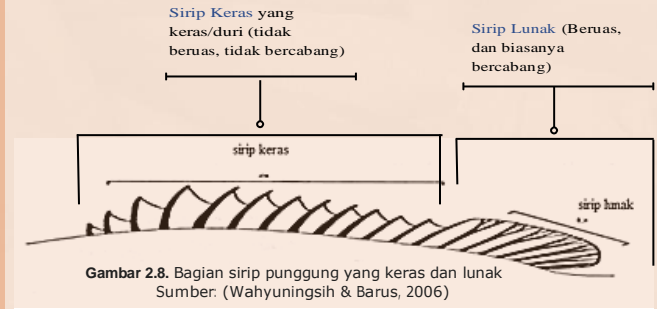 Sirip Keras yang
keras/duri (tidak
beruas, tidak bercabang)
Sirip Lunak (Beruas,
dan biasanya
bercabang)
sirip keras
sirip lunak
Gambar 2.8. Bagian sirip punggung yang keras dan lunak
Sumber: (Wahyuningsih & Barus, 2006)